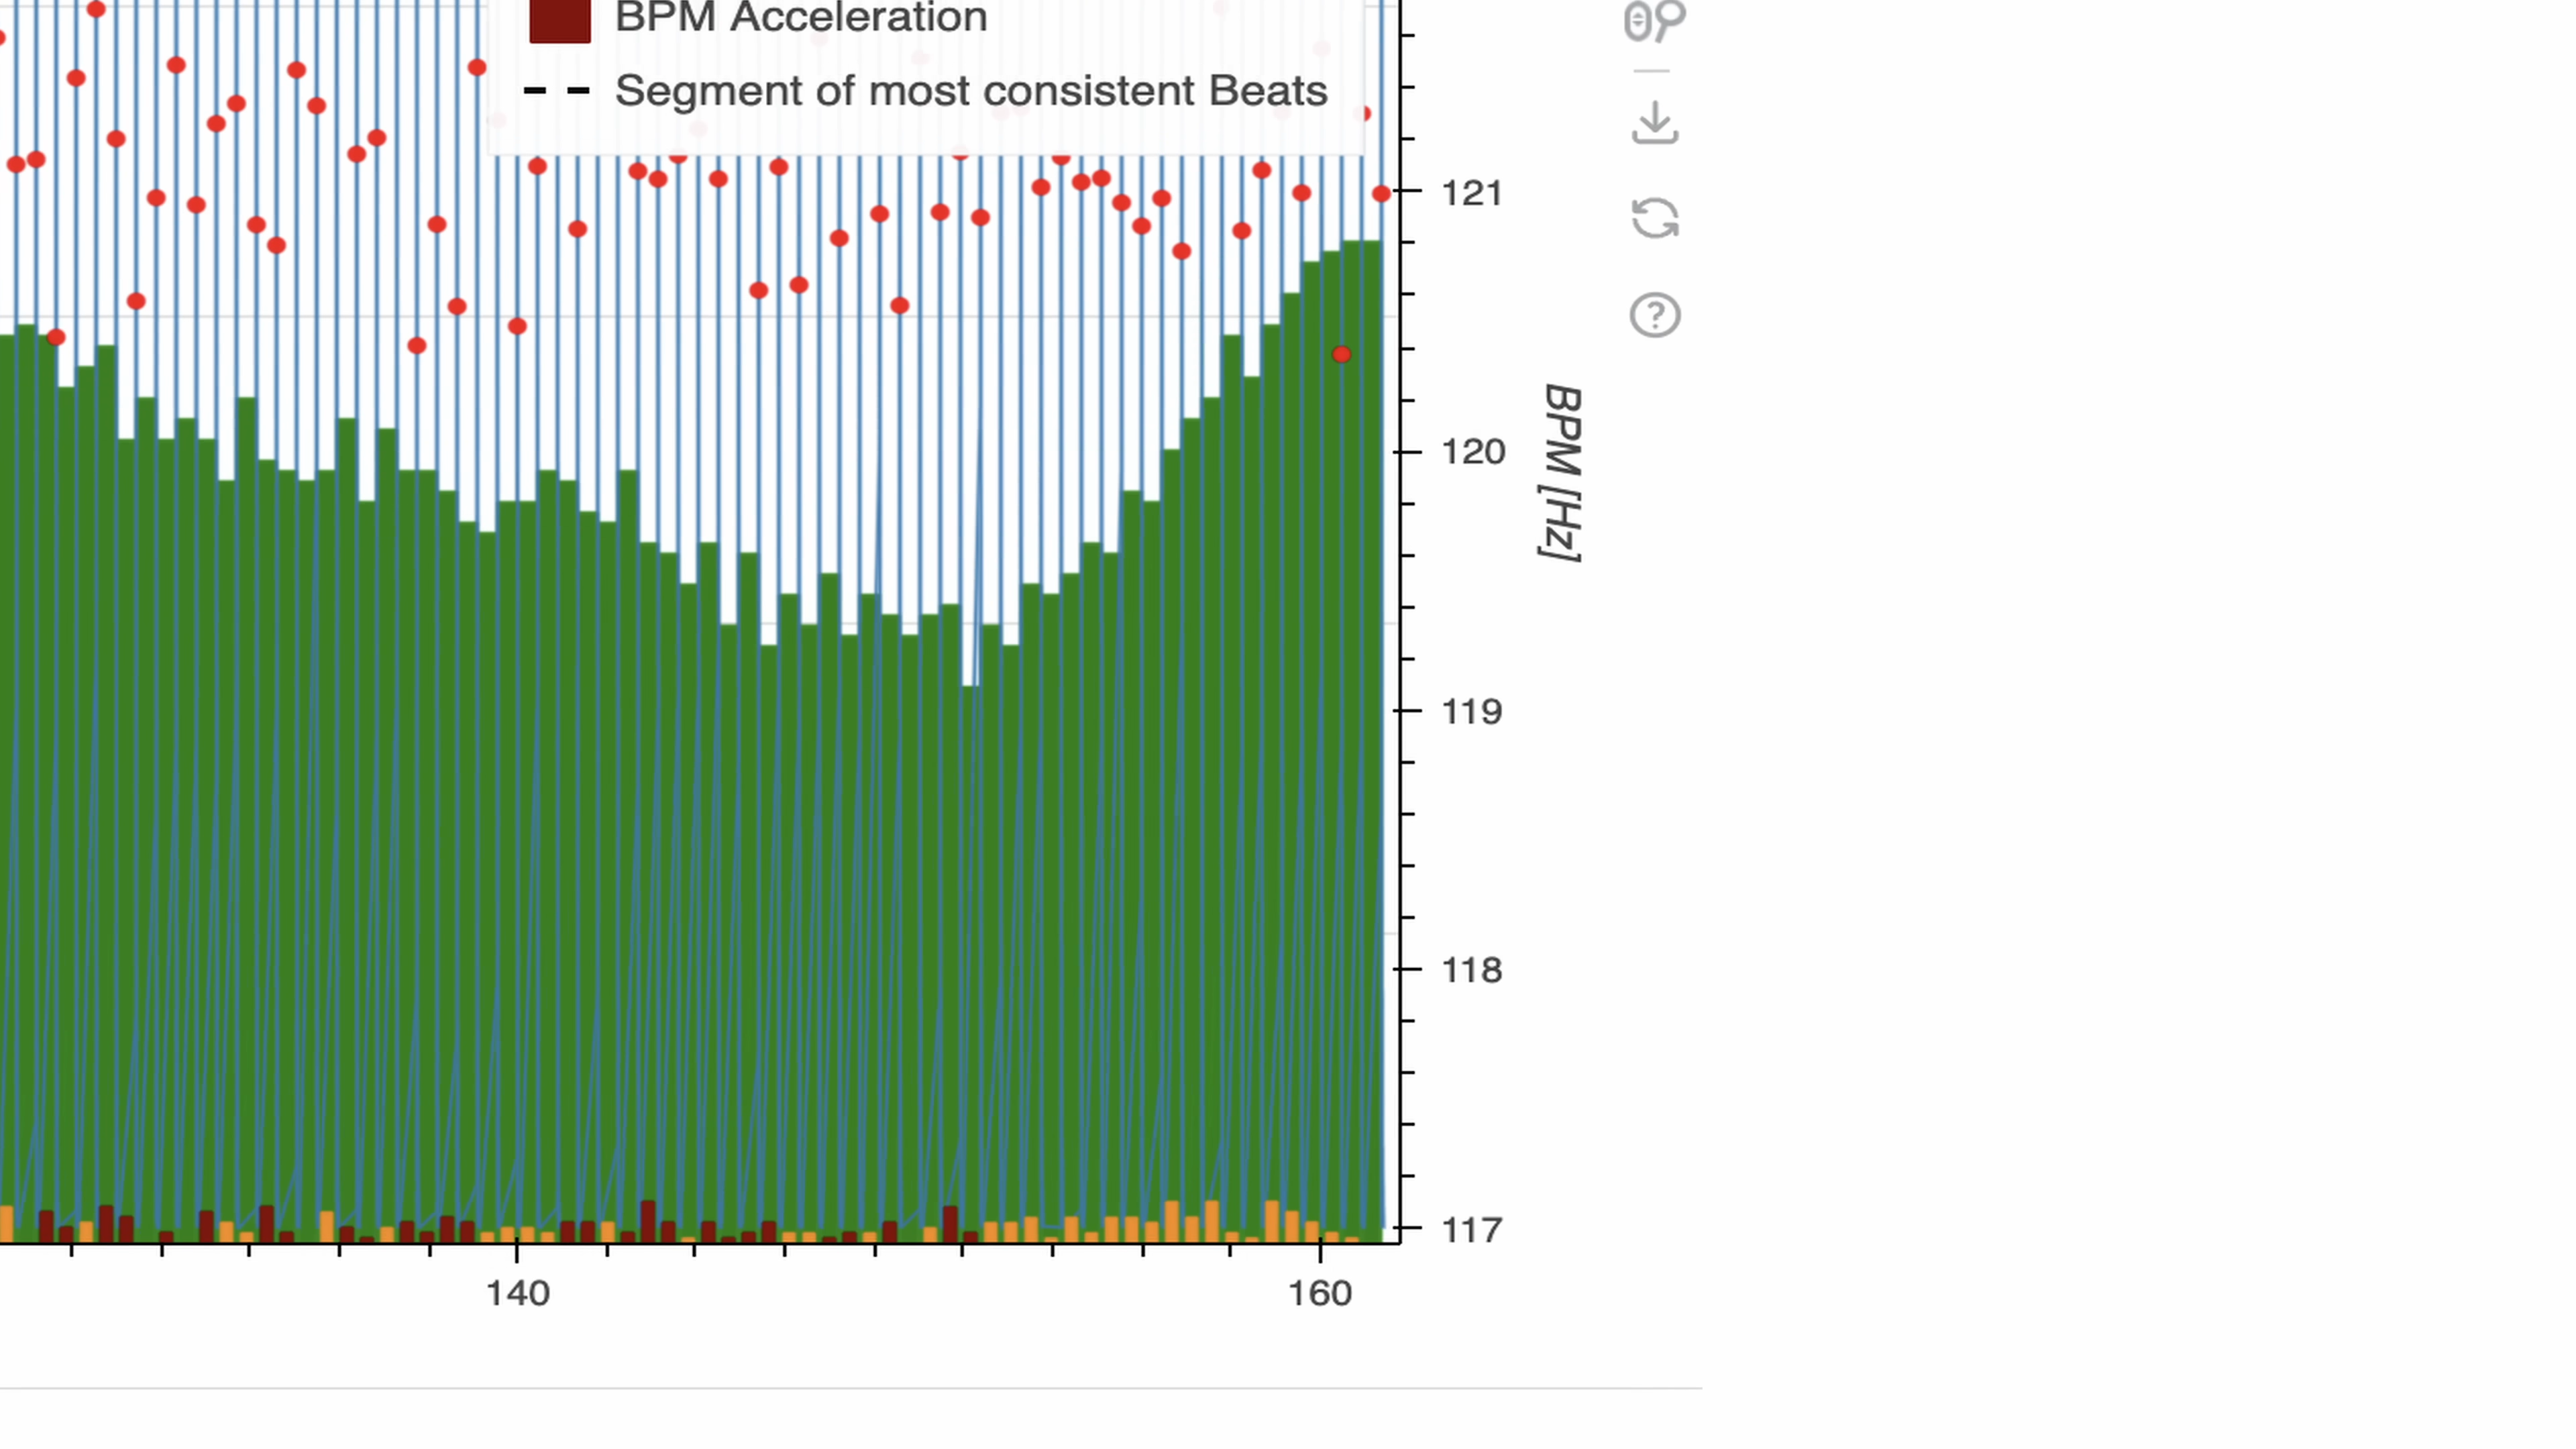 BPM Acceleration
Segment of most consistent Beats
121
120
119
118
117
BPM [Hz]
140
160